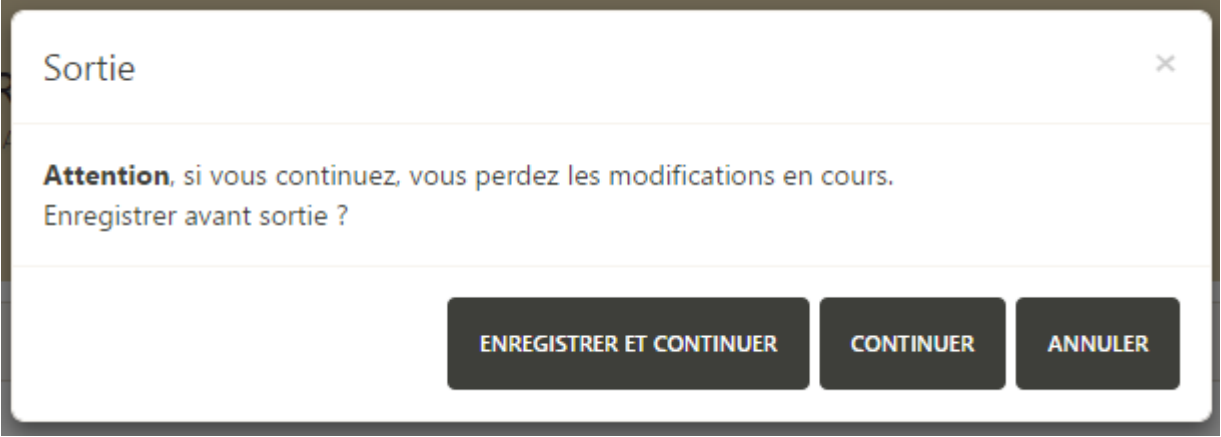 Sortie
×
Attention, si vous continuez, vous perdez les modifications en cours.
Enregistrer avant sortie ?
ENREGISTRER ET CONTINUER CONTINUER ANNULER